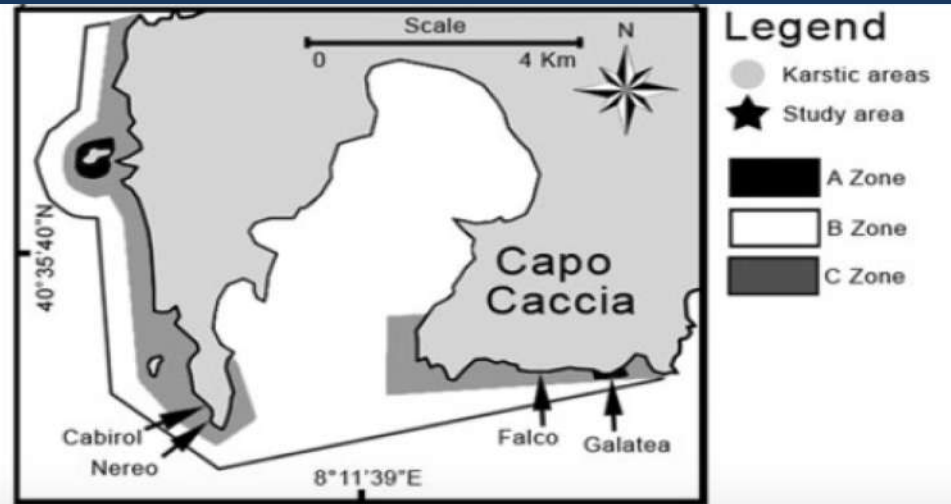 Scale
0 4 Km
N
40°35'40"N
Capo
Caccia
Cabirol
Nereo
Falco
Galatea
8°11'39"E
Legend
Karstic areas
Study area
A Zone
B Zone
C Zone